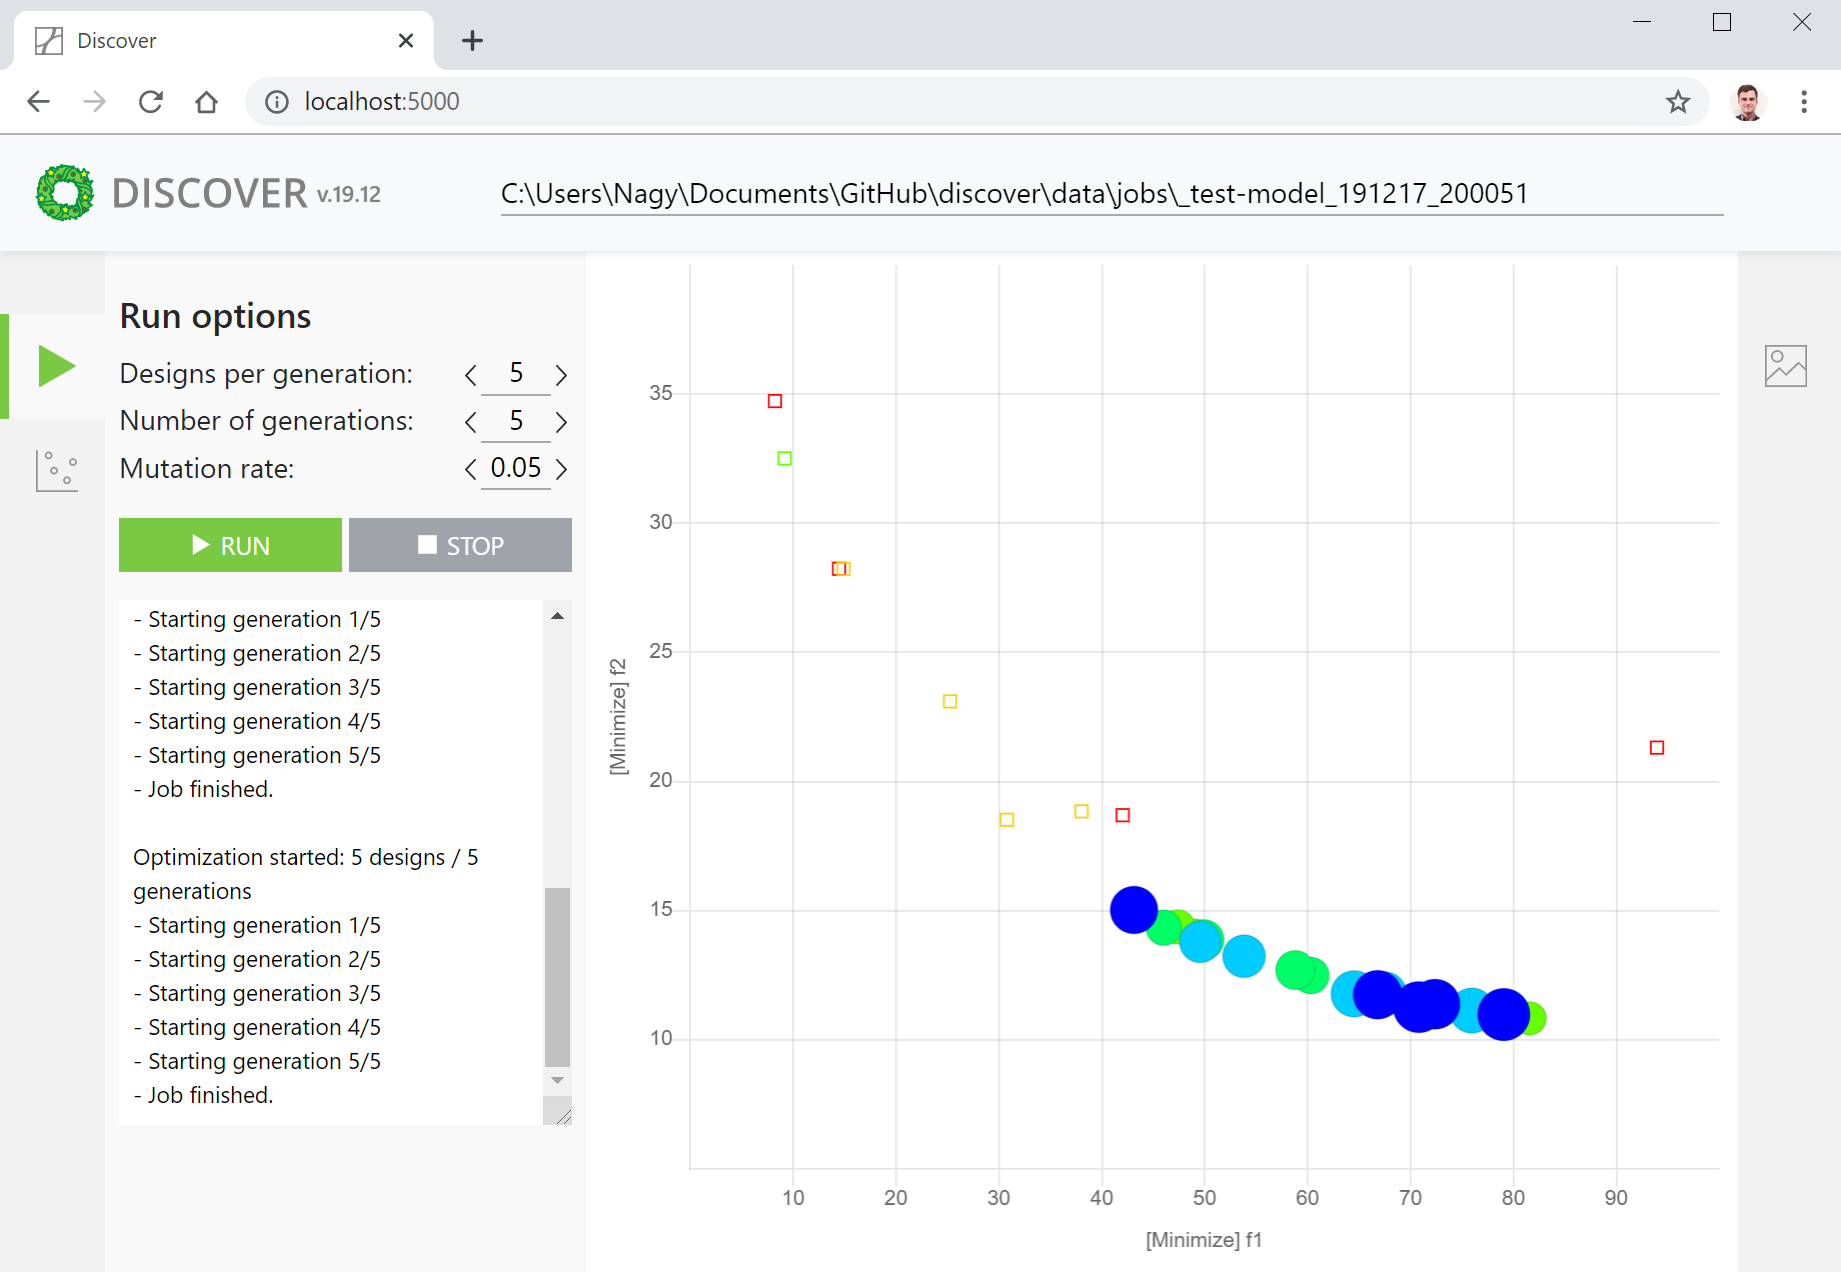 Discover
localhost:5000
DISCOVER v.19.12
C:\Users\Nagy\Documents\GitHub\discover\data\jobs\_test-model_191217_200051
Run options
Designs per generation: 5
Number of generations: 5
Mutation rate: 0.05
RUN STOP
- Starting generation 1/5
- Starting generation 2/5
- Starting generation 3/5
- Starting generation 4/5
- Starting generation 5/5
- Job finished.
Optimization started: 5 designs / 5
generations
- Starting generation 1/5
- Starting generation 2/5
- Starting generation 3/5
- Starting generation 4/5
- Starting generation 5/5
- Job finished.
[Minimize] f2
35
30
25
20
15
10
10 20 30 40 50 60 70 80 90
[Minimize] f1